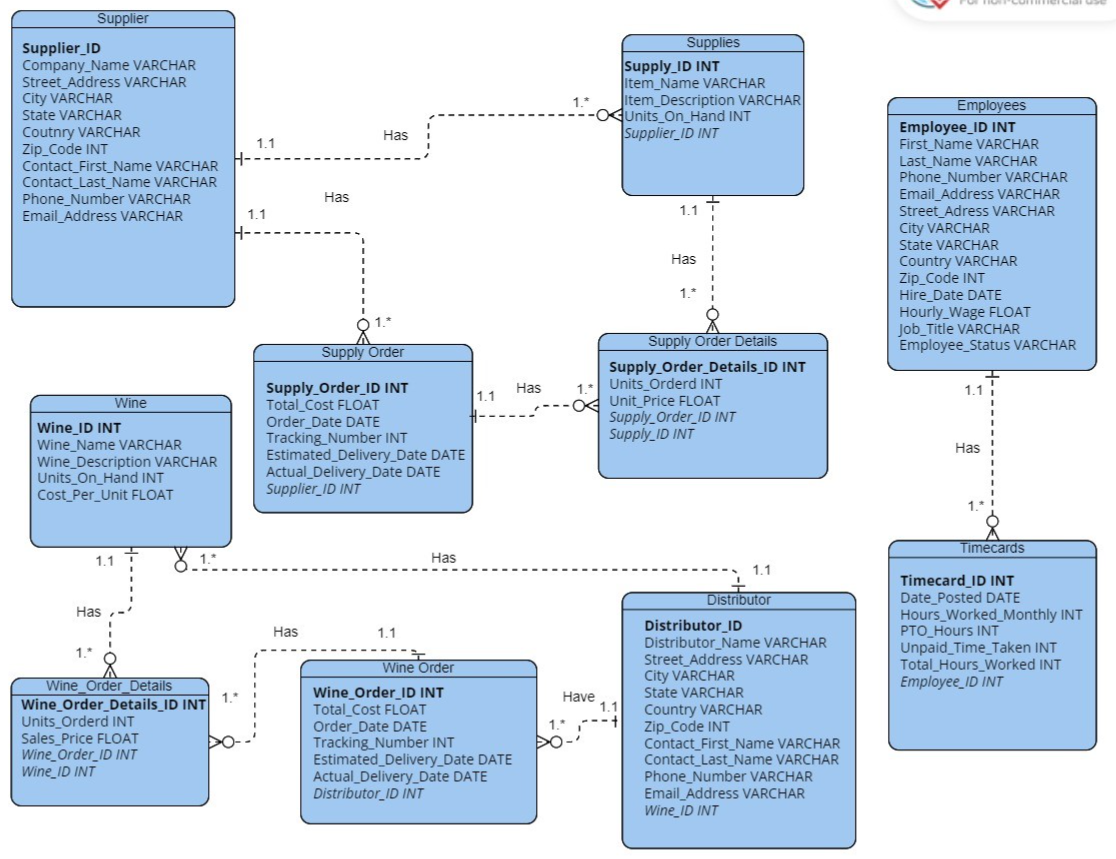 For non-commercial use
Supplier
Supplier_ID
Company_Name VARCHAR
Street_Address VARCHAR
City VARCHAR
State VARCHAR
Coutnry VARCHAR
Zip_Code INT
Contact_First_Name VARCHAR
Contact_Last_Name VARCHAR
Phone_Number VARCHAR
Email_Address VARCHAR
1.1
Has
1.*
Supplies
Supply_ID INT
Item_Name VARCHAR
Item_Description VARCHAR
Units_On_Hand INT
Supplier_ID INT
Employees
Employee_ID INT
First_Name VARCHAR
Last_Name VARCHAR
Phone_Number VARCHAR
Email_Address VARCHAR
Street_Adress VARCHAR
City VARCHAR
State VARCHAR
Country VARCHAR
Zip_Code INT
Hire_Date DATE
Hourly_Wage FLOAT
Job_Title VARCHAR
Employee_Status VARCHAR
Has
1.1
1.*
1.1
Has
1.*
Supply Order
Supply_Order_ID INT
Total_Cost FLOAT
Order_Date DATE
Tracking_Number INT
Estimated_Delivery_Date DATE
Actual_Delivery_Date DATE
Supplier_ID INT
1.1
Has
1.*
Supply Order Details
Supply_Order_Details_ID INT
Units_Orderd INT
Unit_Price FLOAT
Supply_Order_ID INT
Supply_ID INT
1.1
Has
1.*
Wine
Wine_ID INT
Wine_Name VARCHAR
Wine_Description VARCHAR
Units_On_Hand INT
Cost_Per_Unit FLOAT
1.1
Has
1.*
1.*
Has
1.1
Timecards
Timecard_ID INT
Date_Posted DATE
Hours_Worked_Monthly INT
PTO_Hours INT
Unpaid_Time_Taken INT
Total_Hours_Worked INT
Employee_ID INT
Wine_Order_Details
Wine_Order_Details_ID INT
Units_Orderd INT
Sales_Price FLOAT
Wine_Order_ID INT
Wine_ID INT
1.*
Has
1.1
Wine Order
Wine_Order_ID INT
Total_Cost FLOAT
Order_Date DATE
Tracking_Number INT
Estimated_Delivery_Date DATE
Actual_Delivery_Date DATE
Distributor_ID INT
1.*
Have
1.1
Distributor
Distributor_ID
Distributor_Name VARCHAR
Street_Address VARCHAR
City VARCHAR
State VARCHAR
Country VARCHAR
Zip_Code INT
Contact_First_Name VARCHAR
Contact_Last_Name VARCHAR
Phone_Number VARCHAR
Email_Address VARCHAR
Wine_ID INT